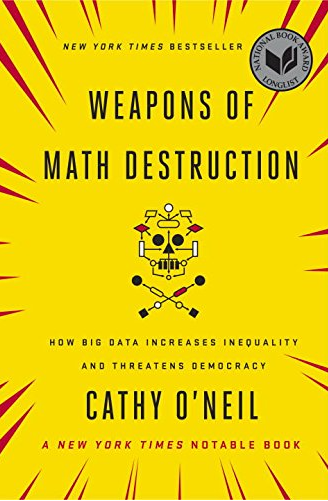 NEW YORK TIMES BESTSELLER
NATIONAL BOOK AWARD
LONGLIST
WEAPONS OF
MATH DESTRUCTION
HOW BIG DATA INCREASES INEQUALITY
AND THREATENS DEMOCRACY
CATHY O'NEIL
A NEW YORK TIMES NOTABLE BOOK